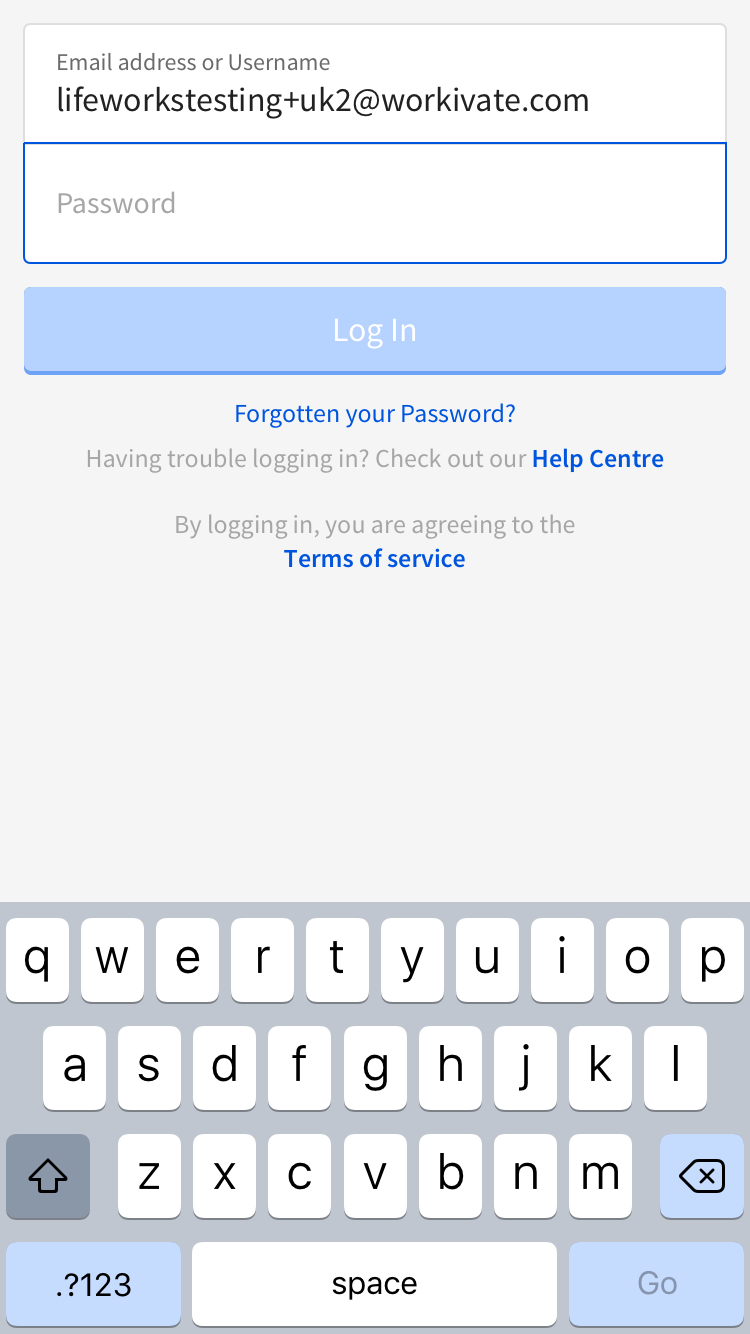 Email address or Username
lifeworkstesting+uk2@workivate.com
Password
Log In
Forgotten your Password?
Having trouble logging in? Check out our Help Centre
By logging in, you are agreeing to the
Terms of service
q w e r t y u i o p
a s d f g h j k l
z x c v b n m
.?123 space Go